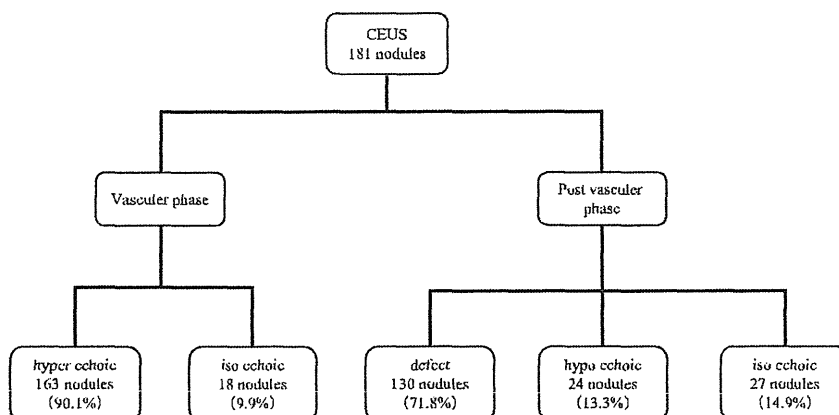 CEUS
181 nodules
Vasculer phase
Post vasculer
phase
hyper echoic
163 nodules
(90.1%)
iso echoic
18 nodules
(9.9%)
defect
130 nodules
(71.8%)
hypo echoic
24 nodules
(13.3%)
iso echoic
27 nodules
(14.9%)